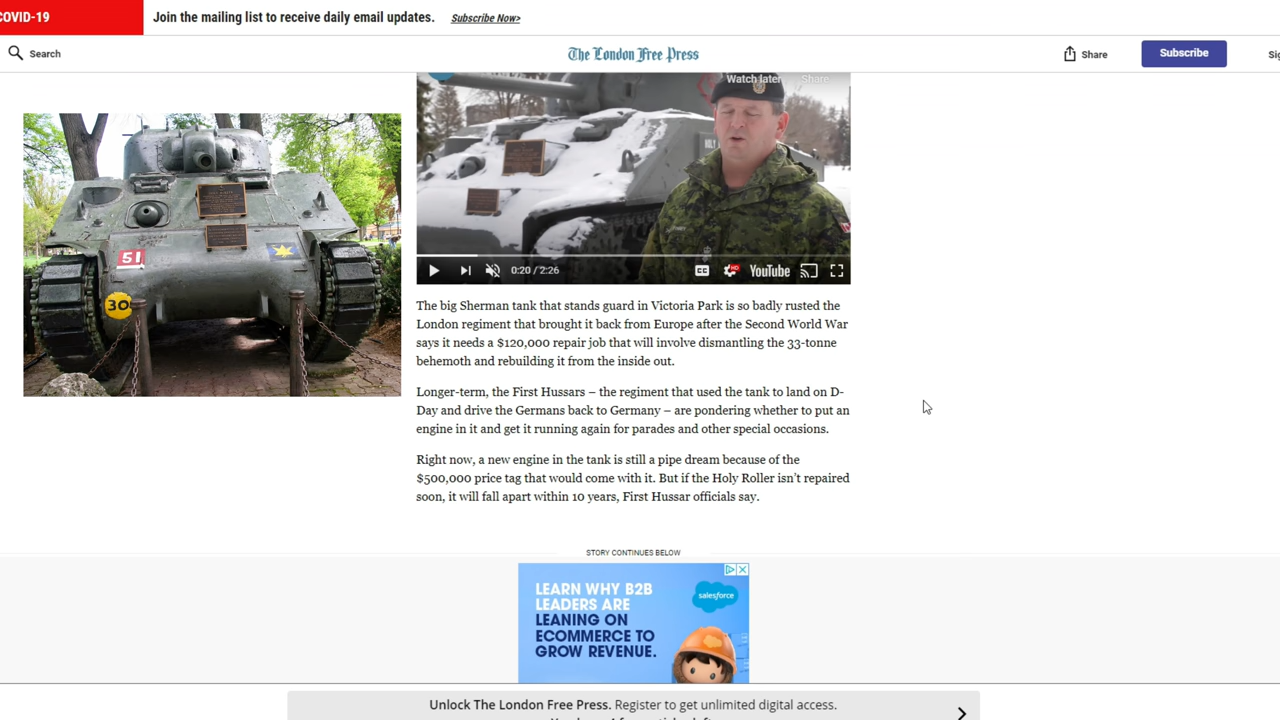 COVID-19
Join the mailing list to receive daily email updates. Subscribe Now>
Search
The London Free Press
Share
Subscribe
Watch later
Share
51
30
0:20 / 2:26
CC
HD
YouTube
The big Sherman tank that stands guard in Victoria Park is so badly rusted the
London regiment that brought it back from Europe after the Second World War
says it needs a $120,000 repair job that will involve dismantling the 33-tonne
behemoth and rebuilding it from the inside out.
Longer-term, the First Hussars – the regiment that used the tank to land on D-
Day and drive the Germans back to Germany – are pondering whether to put an
engine in it and get it running again for parades and other special occasions.
Right now, a new engine in the tank is still a pipe dream because of the
$500,000 price tag that would come with it. But if the Holy Roller isn't repaired
soon, it will fall apart within 10 years, First Hussar officials say.
STORY CONTINUES BELOW
LEARN WHY B2B
LEADERS ARE
LEANING ON
ECOMMERCE TO
GROW REVENUE.
salesforce
Unlock The London Free Press. Register to get unlimited digital access.